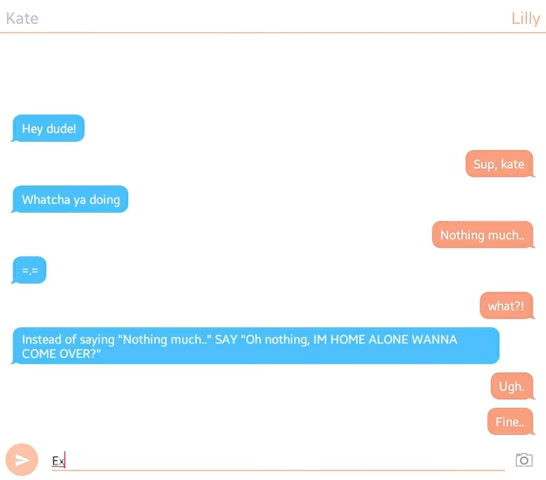 Kate
Lilly
Hey dude!
Sup, kate
Whatcha ya doing
Nothing much..
=.=
what?!
Instead of saying "Nothing much.." SAY "Oh nothing, IM HOME ALONE WANNA
COME OVER?"
Ugh.
Fine..
Ex